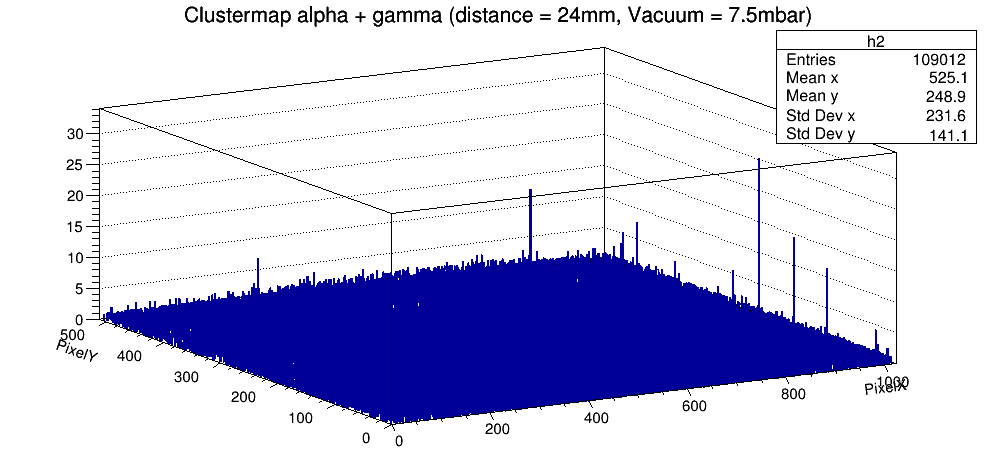 Clustermap alpha + gamma (distance = 24mm, Vacuum = 7.5mbar)
h2
Entries 109012
Mean x 525.1
Mean y 248.9
Std Dev x 231.6
Std Dev y 141.1
30
25
20
15
10
5
0
500
400
300
200
100
0
PixelY
0
200
400
600
800
1000
PixelX